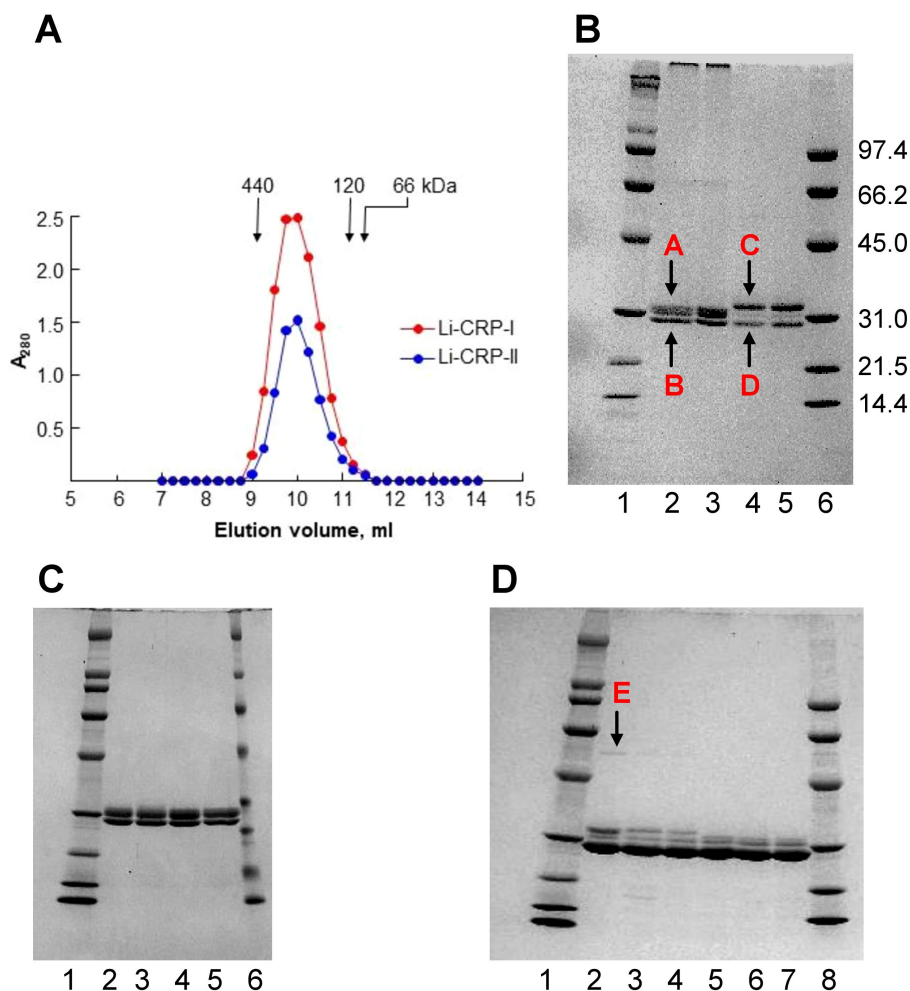 A
440 120 66 kDa
2.5
2.0
1.5
1.0
0.5
A280
Li-CRP-I
Li-CRP-II
5 6 7 8 9 10 11 12 13 14 15
Elution volume, ml
B
97.4
66.2
45.0
31.0
21.5
14.4
A C
B D
1 2 3 4 5 6
C
1 2 3 4 5 6
D
E
1 2 3 4 5 6 7 8